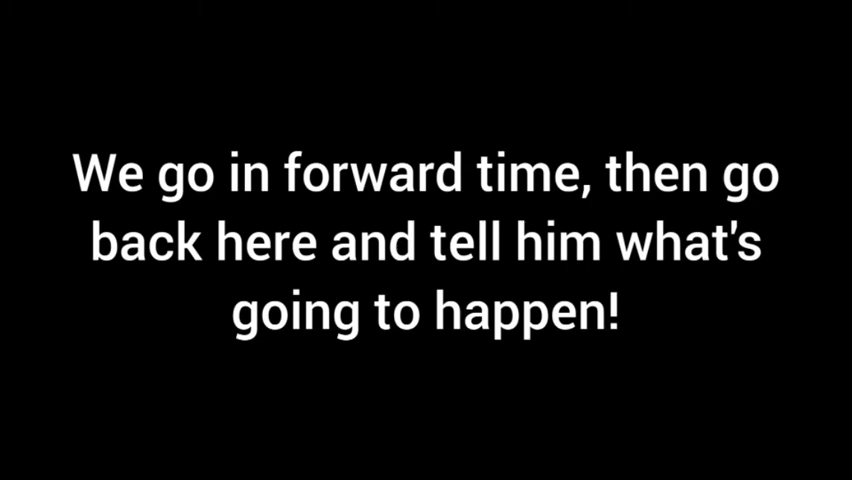 We go in forward time, then go
back here and tell him what's
going to happen!